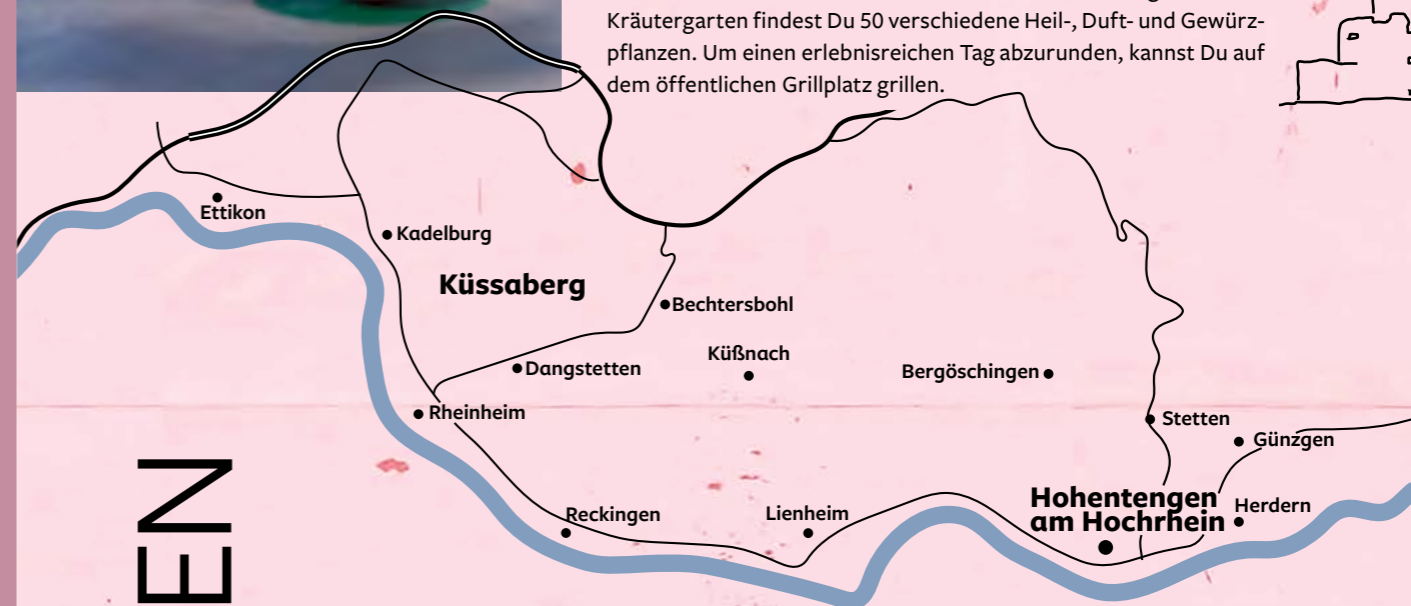 Kräutergarten findest Du 50 verschiedene Heil-, Duft- und Gewürz-
pflanzen. Um einen erlebnisreichen Tag abzurunden, kannst Du auf
dem öffentlichen Grillplatz grillen.
Ettikon
Kadelburg
Küssaberg
Bechtersbohl
Küßnach
Dangstetten
Bergöschingen
Rheinheim
Stetten
Günzgen
Hohentengen
am Hochrhein
Herdern
Reckingen
Lienheim
EN